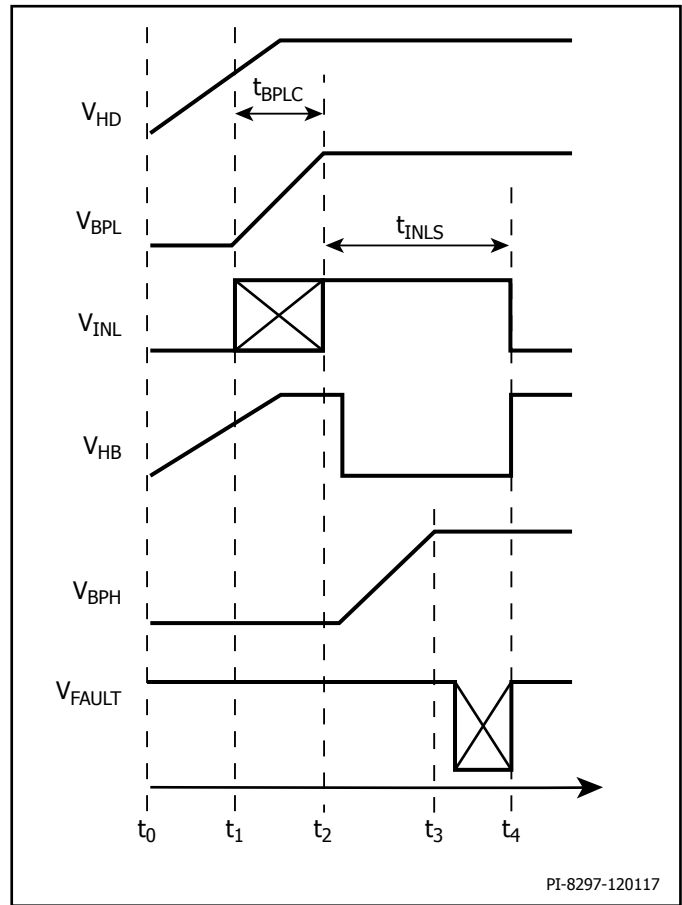 V_HD
t_BPLC
V_BPL
t_INLS
V_INL
V_HB
V_BPH
V_FAULT
t_0 t_1 t_2 t_3 t_4
PI-8297-120117